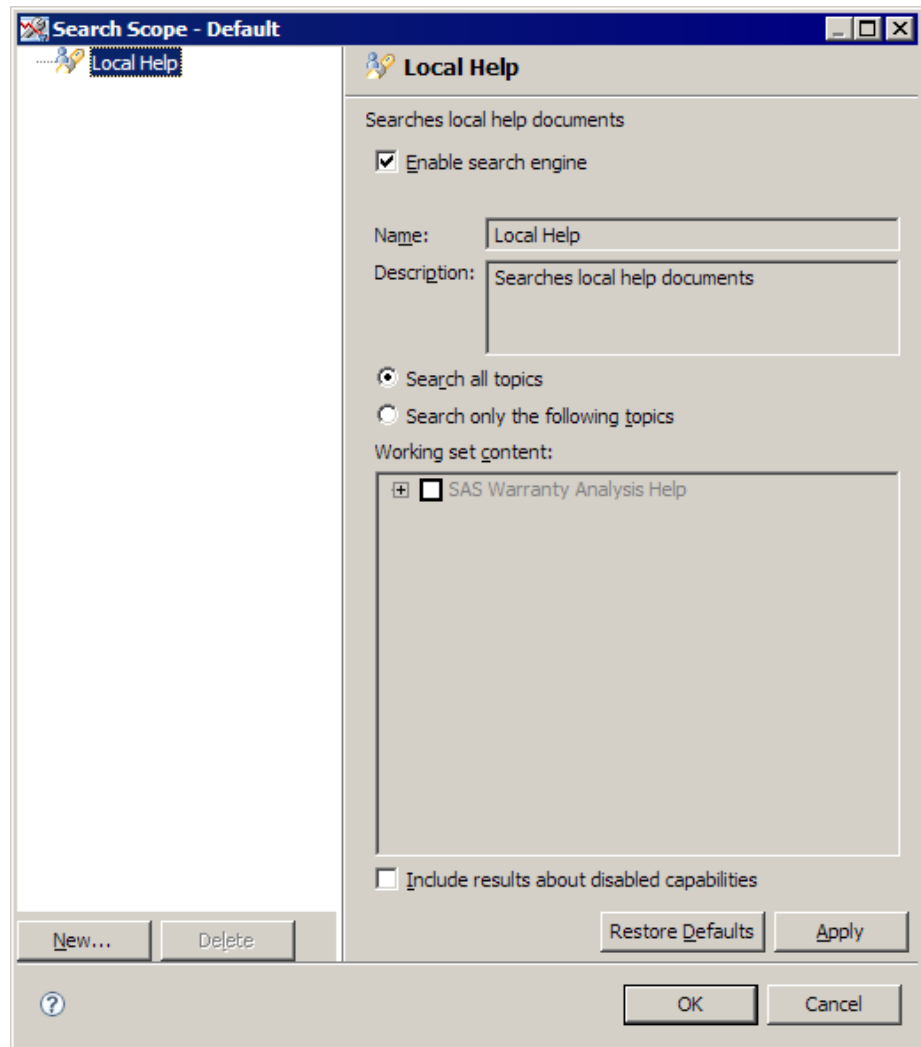 Search Scope - Default
Local Help
Local Help
Searches local help documents
Enable search engine
Name: Local Help
Description: Searches local help documents
Search all topics
Search only the following topics
Working set content:
SAS Warranty Analysis Help
Include results about disabled capabilities
New... Delete Restore Defaults Apply
? OK Cancel